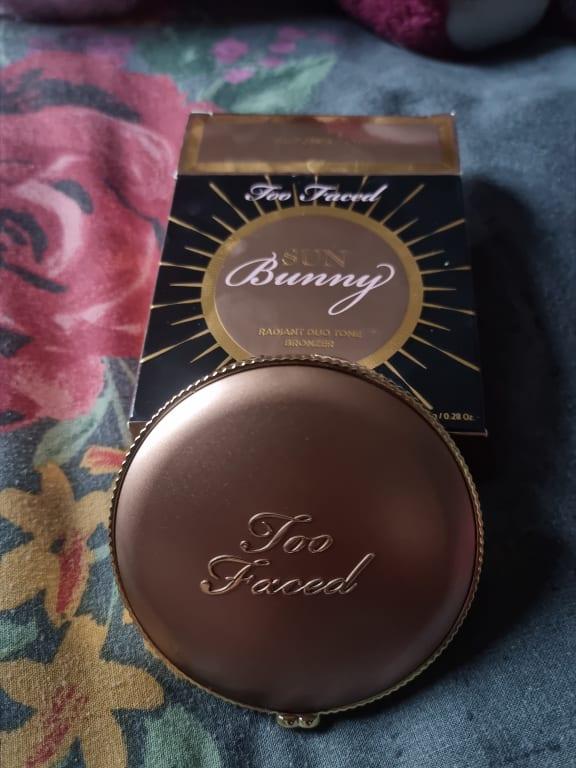 Too Faced
SUN
Bunny
RADIANT DUO TONE
BRONZER
/ 0.28 Oz.
Too
Faced